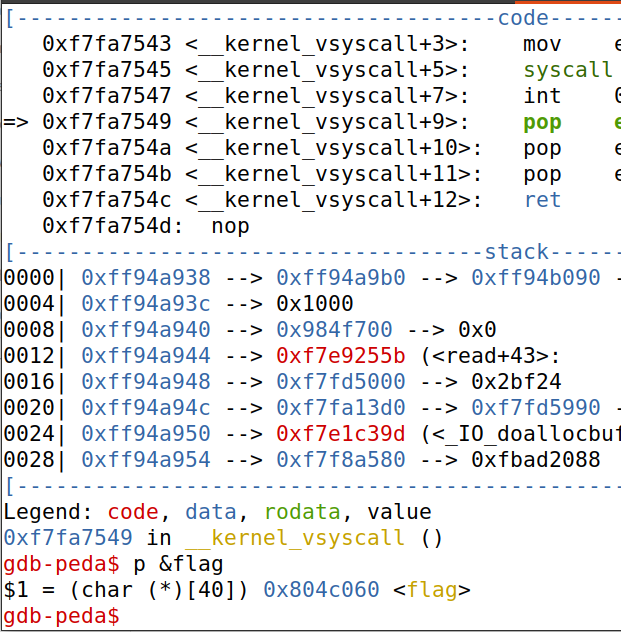 [-------------------------------------code------
   0xf7fa7543 <__kernel_vsyscall+3>:    mov    e
   0xf7fa7545 <__kernel_vsyscall+5>:    syscall
   0xf7fa7547 <__kernel_vsyscall+7>:    int    0
=> 0xf7fa7549 <__kernel_vsyscall+9>:    pop    e
   0xf7fa754a <__kernel_vsyscall+10>:   pop    e
   0xf7fa754b <__kernel_vsyscall+11>:   pop    e
   0xf7fa754c <__kernel_vsyscall+12>:   ret
   0xf7fa754d:  nop
[------------------------------------stack------
0000| 0xff94a938 --> 0xff94a9b0 --> 0xff94b090 -
0004| 0xff94a93c --> 0x1000
0008| 0xff94a940 --> 0x984f700 --> 0x0
0012| 0xff94a944 --> 0xf7e9255b (<read+43>:
0016| 0xff94a948 --> 0xf7fd5000 --> 0x2bf24
0020| 0xff94a94c --> 0xf7fa13d0 --> 0xf7fd5990 -
0024| 0xff94a950 --> 0xf7e1c39d (<_IO_doallocbuf
0028| 0xff94a954 --> 0xf7f8a580 --> 0xfbad2088
[-----------------------------------------------
Legend: code, data, rodata, value
0xf7fa7549 in __kernel_vsyscall ()
gdb-peda$ p &flag
$1 = (char (*)[40]) 0x804c060 <flag>
gdb-peda$